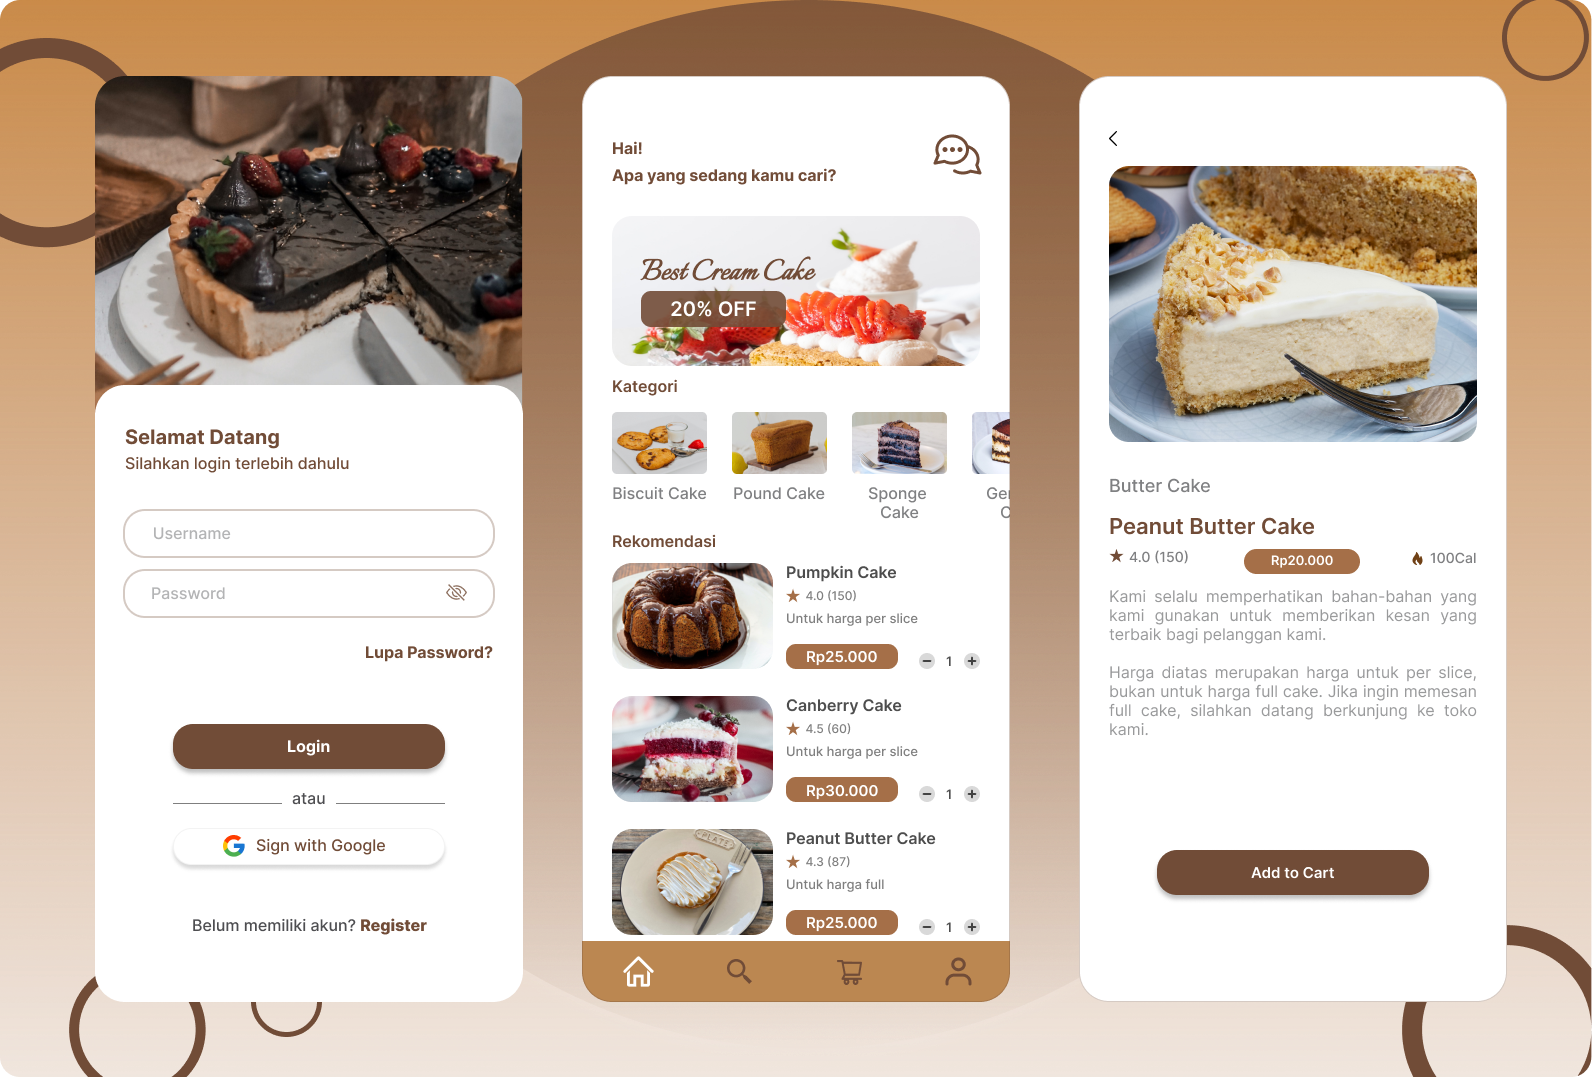 Selamat Datang
Silahkan login terlebih dahulu
Username
Password
Lupa Password?
Login
atau
Sign with Google
Belum memiliki akun? Register
Hai!
Apa yang sedang kamu cari?
Best Cream Cake
20% OFF
Kategori
Biscuit Cake
Pound Cake
Sponge
Cake
Rekomendasi
Pumpkin Cake
4.0 (150)
Untuk harga per slice
Rp25.000
1
Canberry Cake
4.5 (60)
Untuk harga per slice
Rp30.000
1
PLATE
Peanut Butter Cake
4.3 (87)
Untuk harga full
Rp25.000
1
Butter Cake
Peanut Butter Cake
4.0 (150)
Rp20.000
100Cal
Kami selalu memperhatikan bahan-bahan yang
kami gunakan untuk memberikan kesan yang
terbaik bagi pelanggan kami.
Harga diatas merupakan harga untuk per slice,
bukan untuk harga full cake. Jika ingin memesan
full cake, silahkan datang berkunjung ke toko
kami.
Add to Cart